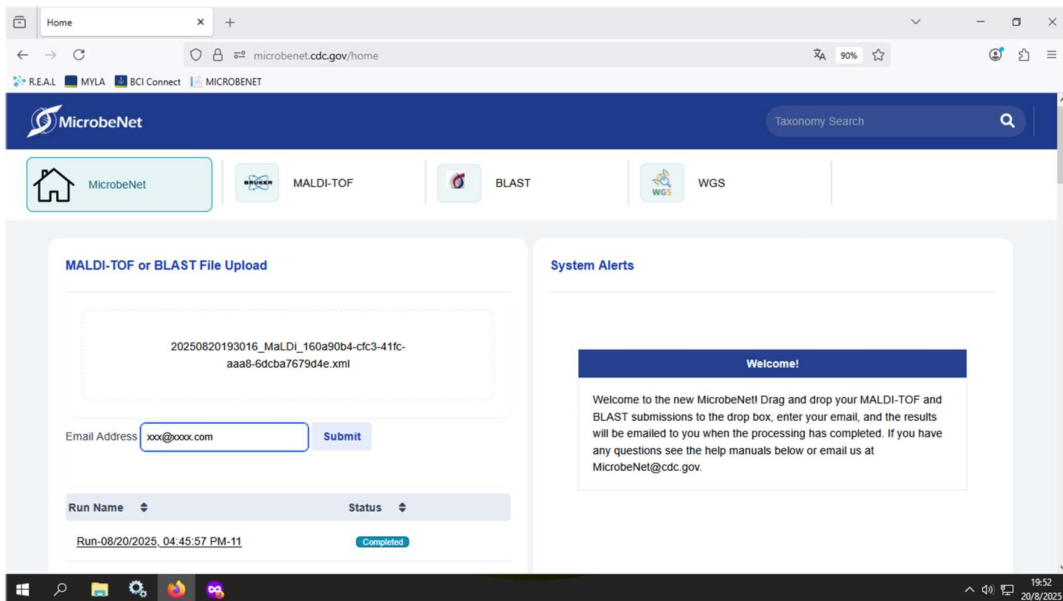 Home
microbenet.cdc.gov/home
90%
R.E.A.L MYLA BCI Connect MICROBENET
MicrobeNet
Taxonomy Search
MicrobeNet
BRUKER
MALDI-TOF
BLAST
WGS
WGS
MALDI-TOF or BLAST File Upload
20250820193016_MaLDi_160a90b4-cfc3-41fc-
aaa8-6dcba7679d4e.xml
Email Address xxx@xxxx.com Submit
Run Name Status
Run-08/20/2025, 04:45:57 PM-11 Completed
System Alerts
Welcome!
Welcome to the new MicrobeNet! Drag and drop your MALDI-TOF and
BLAST submissions to the drop box, enter your email, and the results
will be emailed to you when the processing has completed. If you have
any questions see the help manuals below or email us at
MicrobeNet@cdc.gov.
19:52
20/8/2025